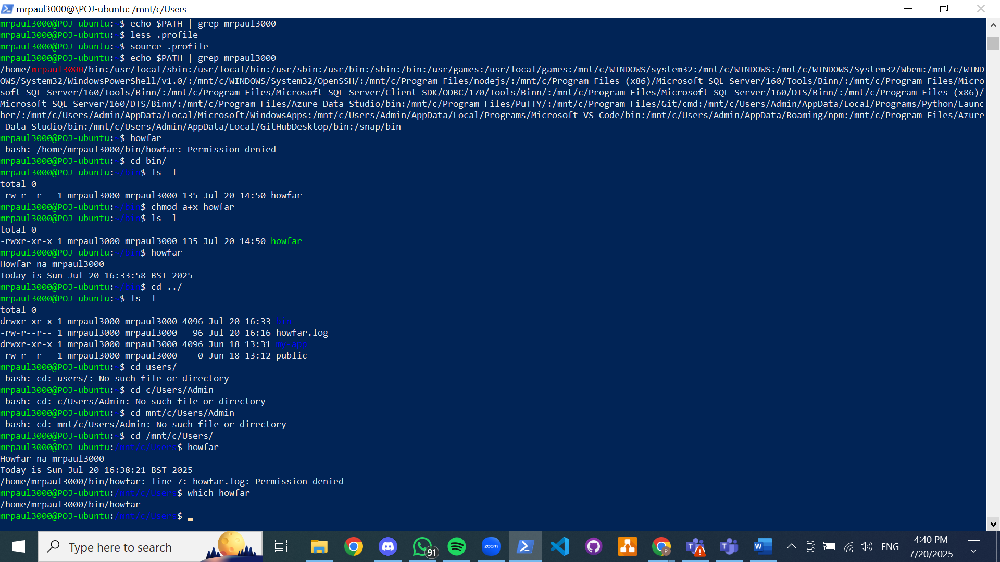 mrpaul3000@\POJ-ubuntu: /mnt/c/Users
mrpaul3000@POJ-ubuntu:~$ echo $PATH | grep mrpaul3000
mrpaul3000@POJ-ubuntu:~$ less .profile
mrpaul3000@POJ-ubuntu:~$ source .profile
mrpaul3000@POJ-ubuntu:~$ echo $PATH | grep mrpaul3000
/home/mrpaul3000/bin:/usr/local/sbin:/usr/local/bin:/usr/sbin:/usr/bin:/sbin:/bin:/usr/games:/usr/local/games:/mnt/c/WINDOWS/system32:/mnt/c/WINDOWS:/mnt/c/WINDOWS/System32/Wbem:/mnt/c/WIND
OWS/System32/WindowsPowerShell/v1.0/:/mnt/c/WINDOWS/System32/OpenSSH/:/mnt/c/Program Files/nodejs/:/mnt/c/Program Files (x86)/Microsoft SQL Server/160/Tools/Binn/:/mnt/c/Program Files/Micro
soft SQL Server/160/Tools/Binn/:/mnt/c/Program Files/Microsoft SQL Server/Client SDK/ODBC/170/Tools/Binn/:/mnt/c/Program Files/Microsoft SQL Server/160/DTS/Binn/:/mnt/c/Program Files (x86)/
Microsoft SQL Server/160/DTS/Binn/:/mnt/c/Program Files/Azure Data Studio/bin:/mnt/c/Program Files/PuTTY/:/mnt/c/Program Files/Git/cmd:/mnt/c/Users/Admin/AppData/Local/Programs/Python/Launc
her/:/mnt/c/Users/Admin/AppData/Local/Microsoft/WindowsApps:/mnt/c/Users/Admin/AppData/Local/Programs/Microsoft VS Code/bin:/mnt/c/Users/Admin/AppData/Roaming/npm:/mnt/c/Program Files/Azure
 Data Studio/bin:/mnt/c/Users/Admin/AppData/Local/GitHubDesktop/bin:/snap/bin
mrpaul3000@POJ-ubuntu:~$ howfar
-bash: /home/mrpaul3000/bin/howfar: Permission denied
mrpaul3000@POJ-ubuntu:~$ cd bin/
mrpaul3000@POJ-ubuntu:~/bin$ ls -l
total 0
-rw-r--r-- 1 mrpaul3000 mrpaul3000 135 Jul 20 14:50 howfar
mrpaul3000@POJ-ubuntu:~/bin$ chmod a+x howfar
mrpaul3000@POJ-ubuntu:~/bin$ ls -l
total 0
-rwxr-xr-x 1 mrpaul3000 mrpaul3000 135 Jul 20 14:50 howfar
mrpaul3000@POJ-ubuntu:~/bin$ howfar
Howfar na mrpaul3000
Today is Sun Jul 20 16:33:58 BST 2025
mrpaul3000@POJ-ubuntu:~/bin$ cd ../
mrpaul3000@POJ-ubuntu:~$ ls -l
total 0
drwxr-xr-x 1 mrpaul3000 mrpaul3000 4096 Jul 20 16:33 bin
-rw-r--r-- 1 mrpaul3000 mrpaul3000   96 Jul 20 16:16 howfar.log
drwxr-xr-x 1 mrpaul3000 mrpaul3000 4096 Jun 18 13:31 my-app
-rw-r--r-- 1 mrpaul3000 mrpaul3000    0 Jun 18 13:12 public
mrpaul3000@POJ-ubuntu:~$ cd users/
-bash: cd: users/: No such file or directory
mrpaul3000@POJ-ubuntu:~$ cd c/Users/Admin
-bash: cd: c/Users/Admin: No such file or directory
mrpaul3000@POJ-ubuntu:~$ cd mnt/c/Users/Admin
-bash: cd: mnt/c/Users/Admin: No such file or directory
mrpaul3000@POJ-ubuntu:~$ cd /mnt/c/Users/
mrpaul3000@POJ-ubuntu:/mnt/c/Users$ howfar
Howfar na mrpaul3000
Today is Sun Jul 20 16:38:21 BST 2025
/home/mrpaul3000/bin/howfar: line 7: howfar.log: Permission denied
mrpaul3000@POJ-ubuntu:/mnt/c/Users$ which howfar
/home/mrpaul3000/bin/howfar
mrpaul3000@POJ-ubuntu:/mnt/c/Users$
Type here to search
zoom
91
P
T
T
W
ENG
4:40 PM
7/20/2025